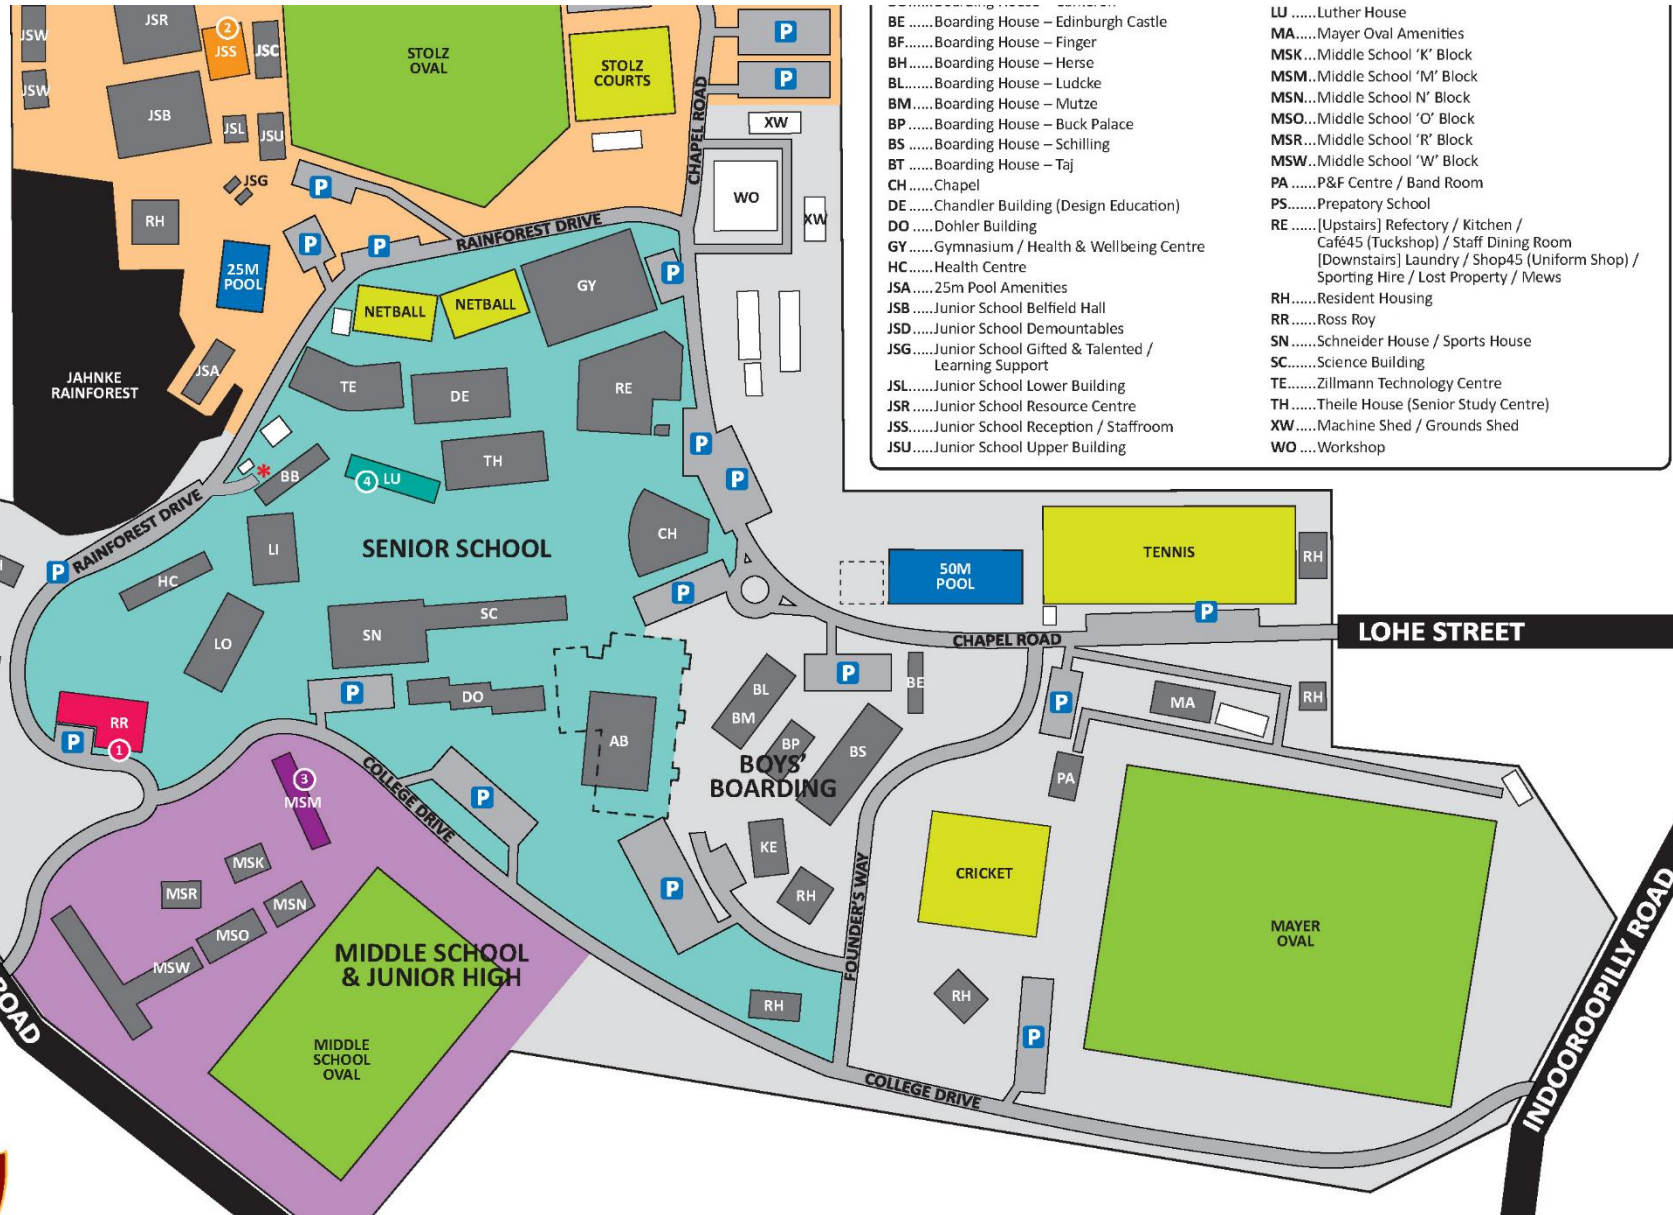 JSW
JSR
2
JSS
JSC
JSW
JSB
JSL
JSU
JSG
P
RH
25M
POOL
P
P
JSA
JAHNKE
RAINFOREST
STOLZ
OVAL
STOLZ
COURTS
CHAPEL ROAD
P
P
XW
WO
XW
RAINFOREST DRIVE
P
NETBALL
NETBALL
GY
TE
DE
RE
TH
*
BB
4 LU
P
P
RAINFOREST DRIVE
P
LI
HC
LO
SENIOR SCHOOL
CH
P
SC
SN
P
DO
AB
RR
1
P
3
MSM
COLLEGE DRIVE
P
MSK
MSR
MSN
MSO
MSW
MIDDLE SCHOOL
& JUNIOR HIGH
MIDDLE
SCHOOL
OVAL
ROAD
P
BL
BM
BP
BS
BE
P
BOYS'
BOARDING
KE
RH
RH
FOUNDER'S WAY
COLLEGE DRIVE
50M
POOL
TENNIS
RH
P
CHAPEL ROAD
LOHE STREET
P
MA
RH
PA
CRICKET
RH
P
MAYER
OVAL
INDOOROOPILLY ROAD
BE ......Boarding House – Edinburgh Castle
BF.......Boarding House – Finger
BH ......Boarding House – Herse
BL.......Boarding House – Ludcke
BM .....Boarding House – Mutze
BP ......Boarding House – Buck Palace
BS ......Boarding House – Schilling
BT ......Boarding House – Taj
CH ......Chapel
DE ......Chandler Building (Design Education)
DO .....Dohler Building
GY ......Gymnasium / Health & Wellbeing Centre
HC ......Health Centre
JSA .....25m Pool Amenities
JSB .....Junior School Belfield Hall
JSD .....Junior School Demountables
JSG .....Junior School Gifted & Talented /
Learning Support
JSL......Junior School Lower Building
JSR .....Junior School Resource Centre
JSS......Junior School Reception / Staffroom
JSU .....Junior School Upper Building
LU ......Luther House
MA.....Mayer Oval Amenities
MSK ...Middle School 'K' Block
MSM..Middle School 'M' Block
MSN...Middle School N' Block
MSO...Middle School 'O' Block
MSR ...Middle School 'R' Block
MSW..Middle School 'W' Block
PA ......P&F Centre / Band Room
PS.......Prepatory School
RE ......[Upstairs] Refectory / Kitchen /
Café45 (Tuckshop) / Staff Dining Room
[Downstairs] Laundry / Shop45 (Uniform Shop) /
Sporting Hire / Lost Property / Mews
RH......Resident Housing
RR ......Ross Roy
SN ......Schneider House / Sports House
SC.......Science Building
TE.......Zillmann Technology Centre
TH ......Theile House (Senior Study Centre)
XW.....Machine Shed / Grounds Shed
WO ....Workshop